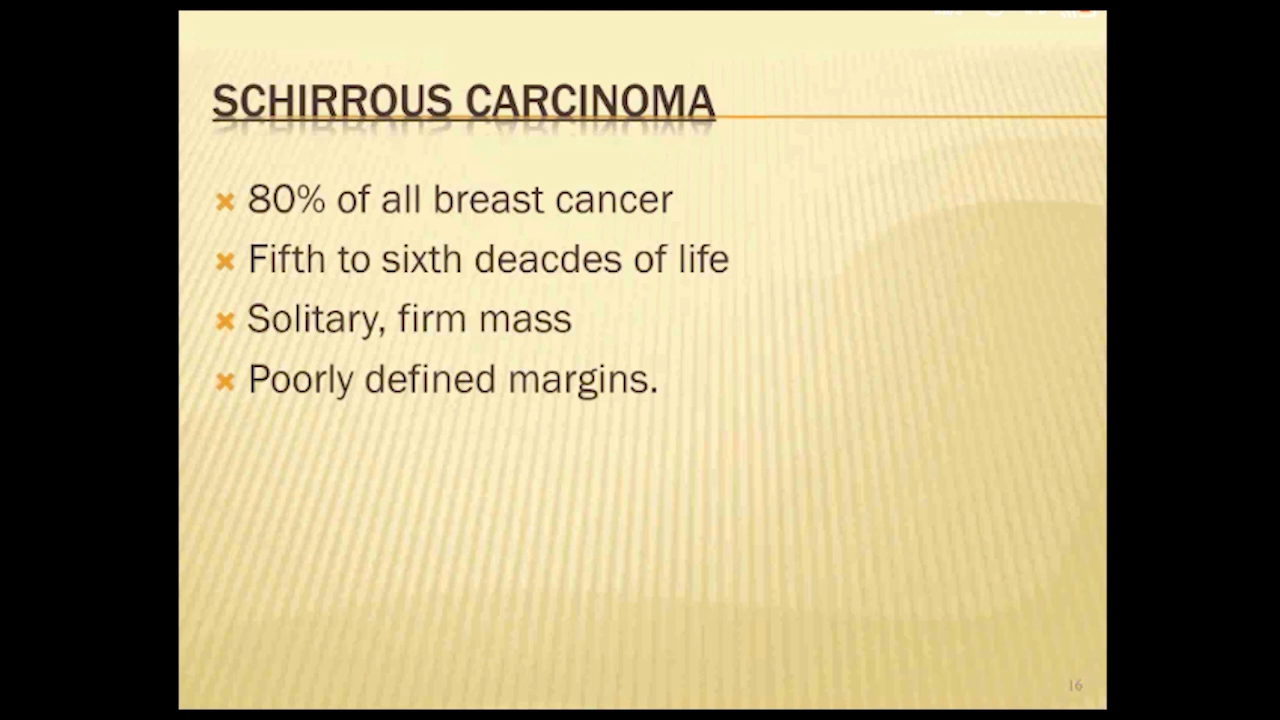 SCHIRROUS CARCINOMA
80% of all breast cancer
Fifth to sixth deacdes of life
Solitary, firm mass
Poorly defined margins.
16